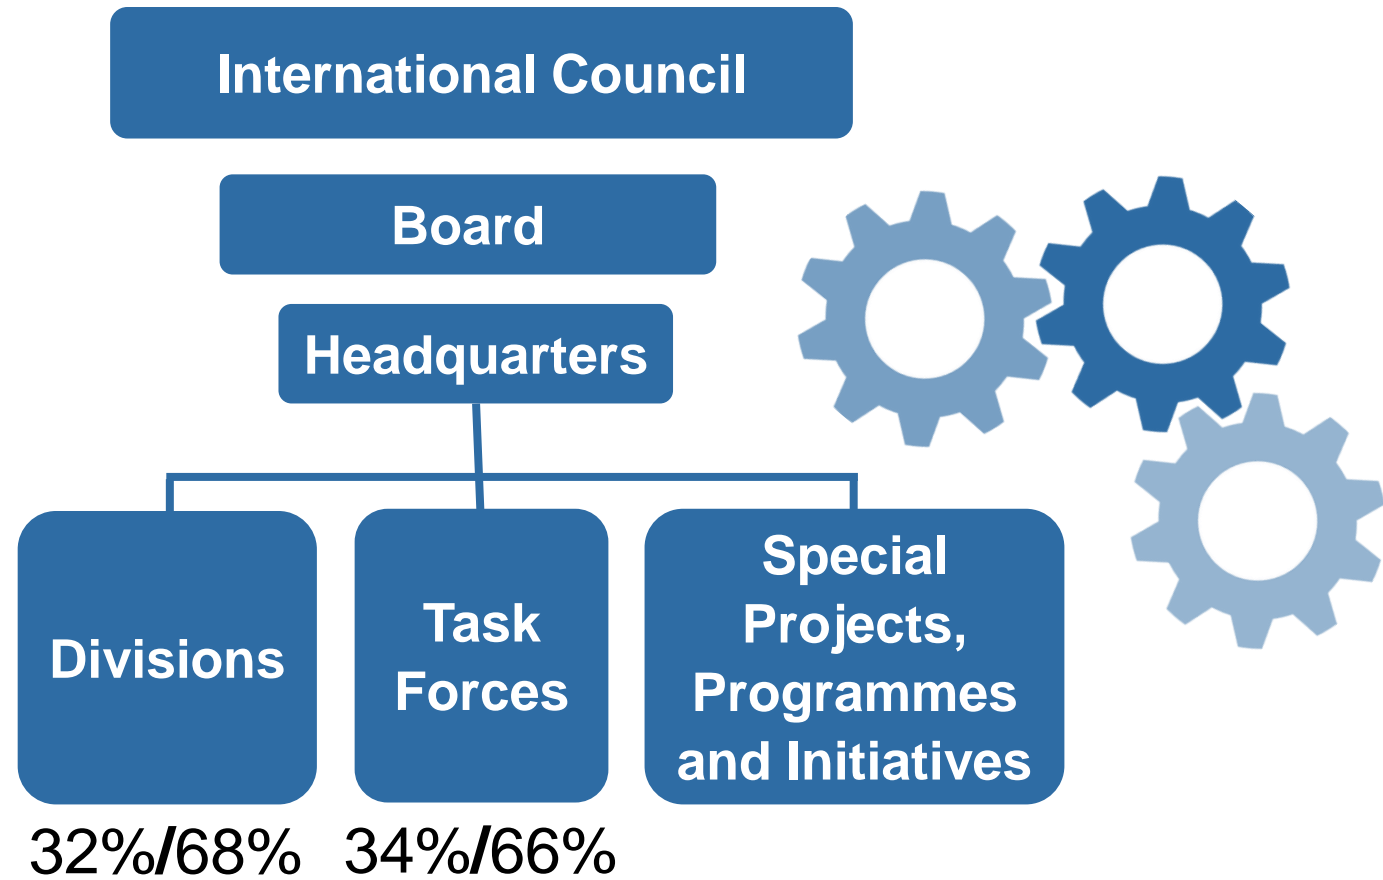 International Council
Board
Headquarters
Divisions
Task
Forces
Special
Projects,
Programmes
and Initiatives
32%/68%
34%/66%